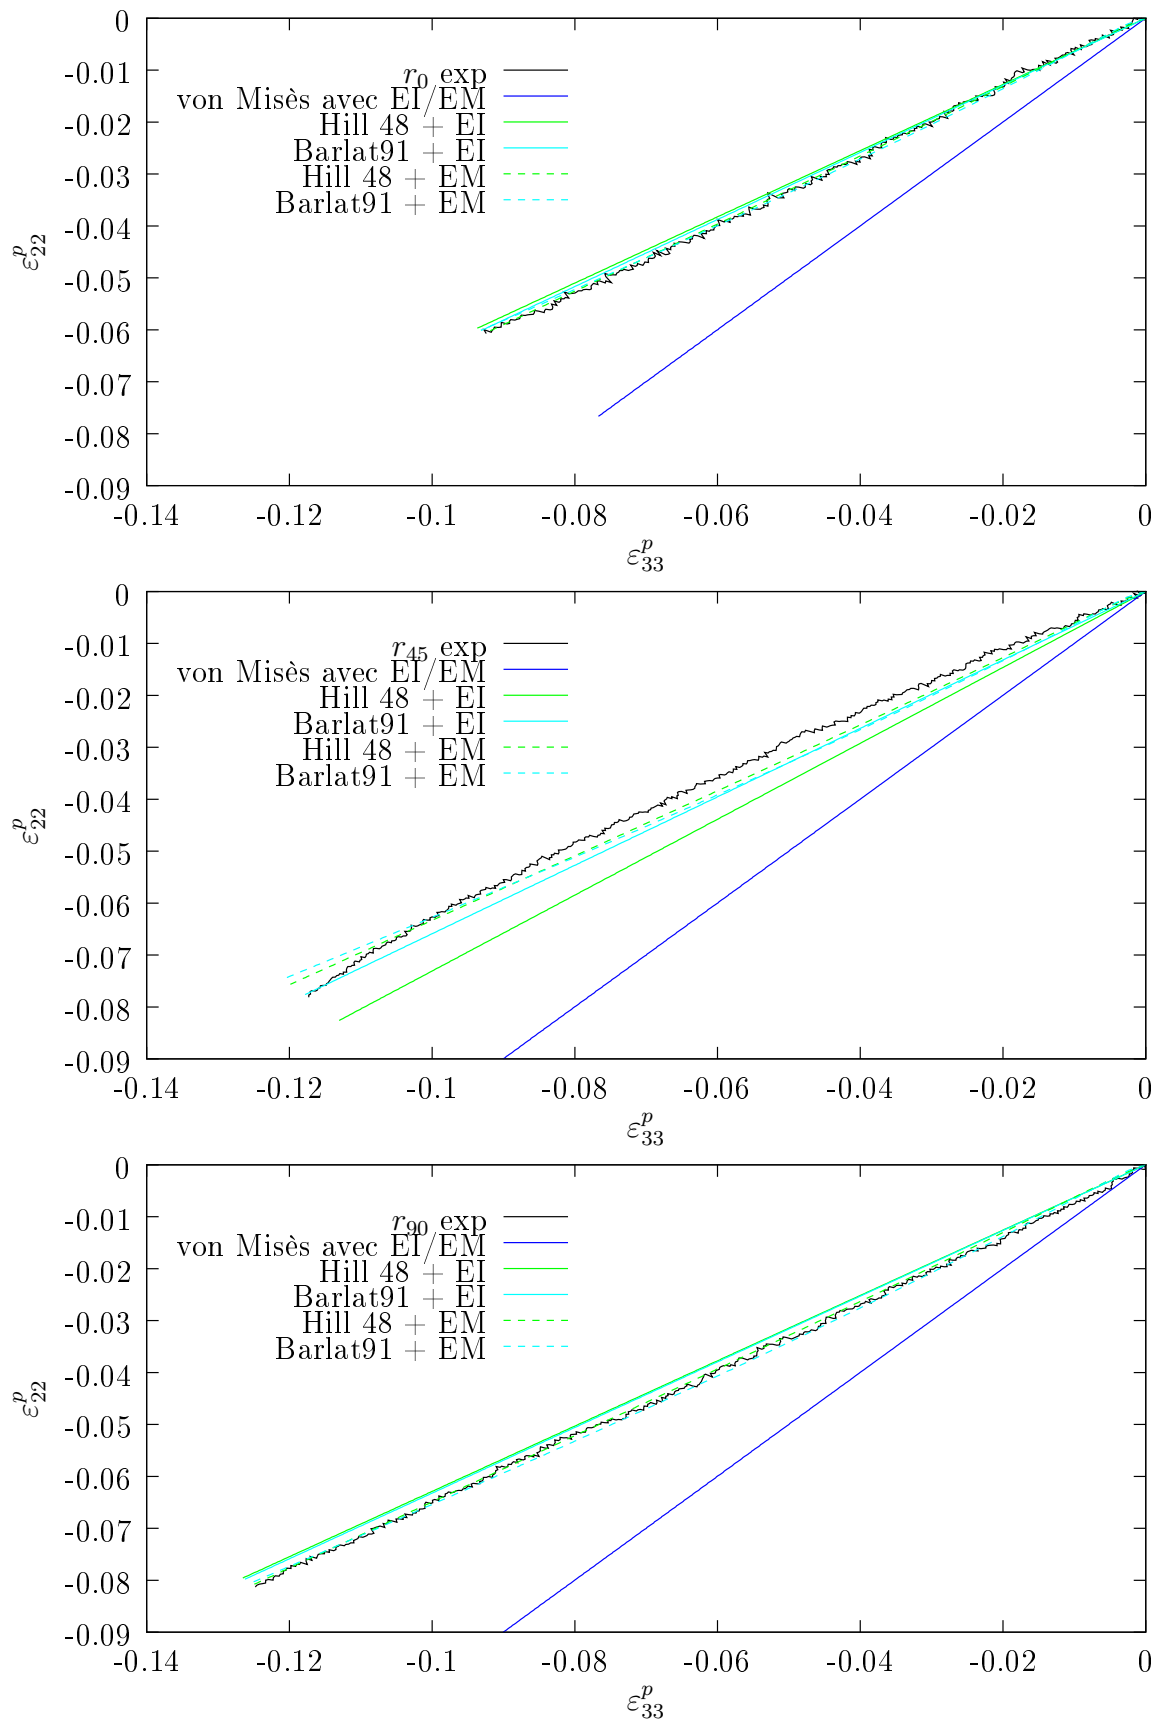 0
-0.01
-0.02
-0.03
-0.04
-0.05
-0.06
-0.07
-0.08
-0.09
ε₂₂ᵖ
r₀ exp
von Misès avec EI/EM
Hill 48 + EI
Barlat91 + EI
Hill 48 + EM
Barlat91 + EM
-0.14 -0.12 -0.1 -0.08 -0.06 -0.04 -0.02 0
ε₃₃ᵖ
0
-0.01
-0.02
-0.03
-0.04
-0.05
-0.06
-0.07
-0.08
-0.09
ε₂₂ᵖ
r₄₅ exp
von Misès avec EI/EM
Hill 48 + EI
Barlat91 + EI
Hill 48 + EM
Barlat91 + EM
-0.14 -0.12 -0.1 -0.08 -0.06 -0.04 -0.02 0
ε₃₃ᵖ
0
-0.01
-0.02
-0.03
-0.04
-0.05
-0.06
-0.07
-0.08
-0.09
ε₂₂ᵖ
r₉₀ exp
von Misès avec EI/EM
Hill 48 + EI
Barlat91 + EI
Hill 48 + EM
Barlat91 + EM
-0.14 -0.12 -0.1 -0.08 -0.06 -0.04 -0.02 0
ε₃₃ᵖ